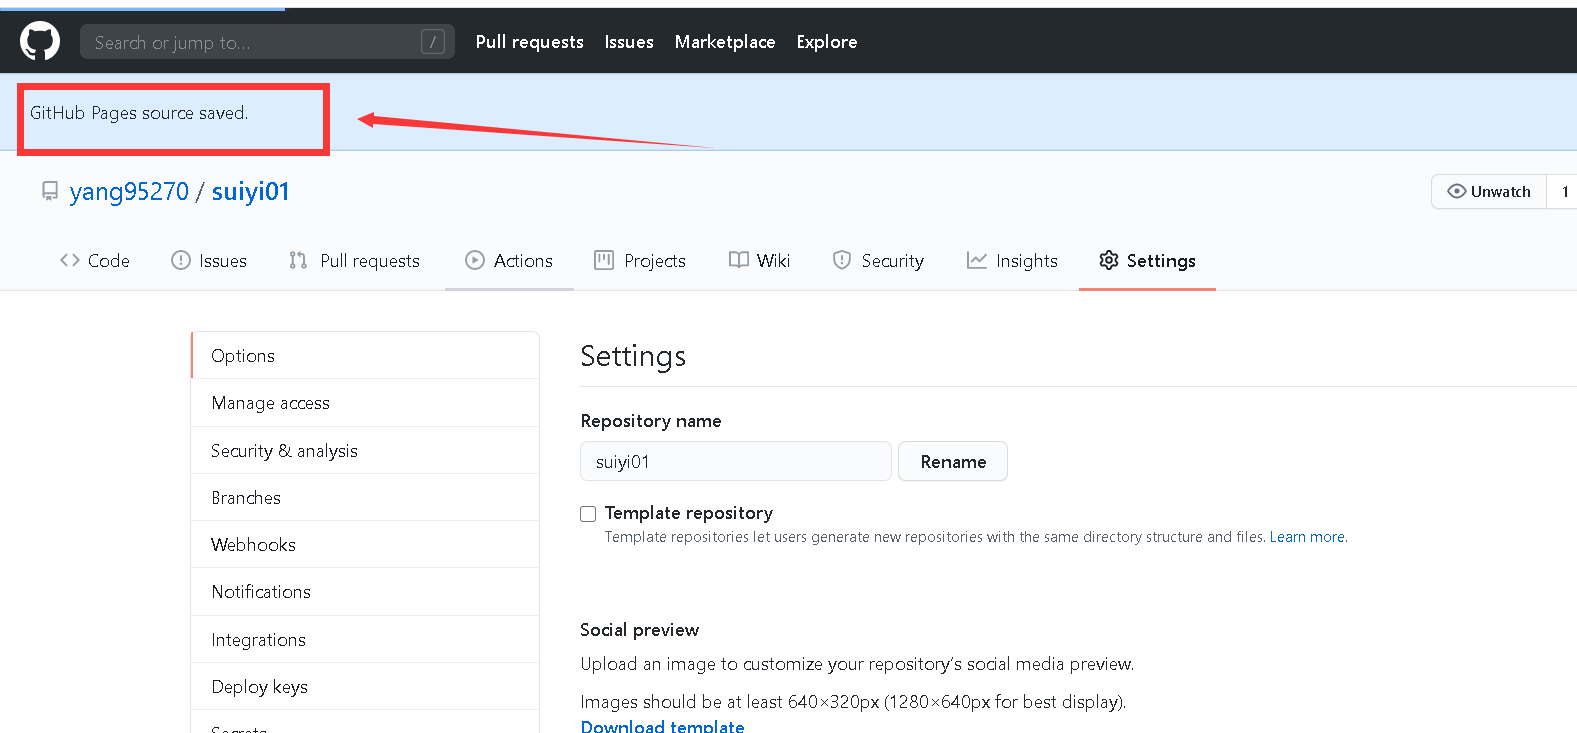 Search or jump to... / Pull requests Issues Marketplace Explore
GitHub Pages source saved.
yang95270 / suiyi01
Unwatch 1
Code Issues Pull requests Actions Projects Wiki Security Insights Settings
Options
Manage access
Security & analysis
Branches
Webhooks
Notifications
Integrations
Deploy keys
Secrets
Settings
Repository name
suiyi01 Rename
Template repository
Template repositories let users generate new repositories with the same directory structure and files. Learn more.
Social preview
Upload an image to customize your repository's social media preview.
Images should be at least 640×320px (1280×640px for best display).
Download template